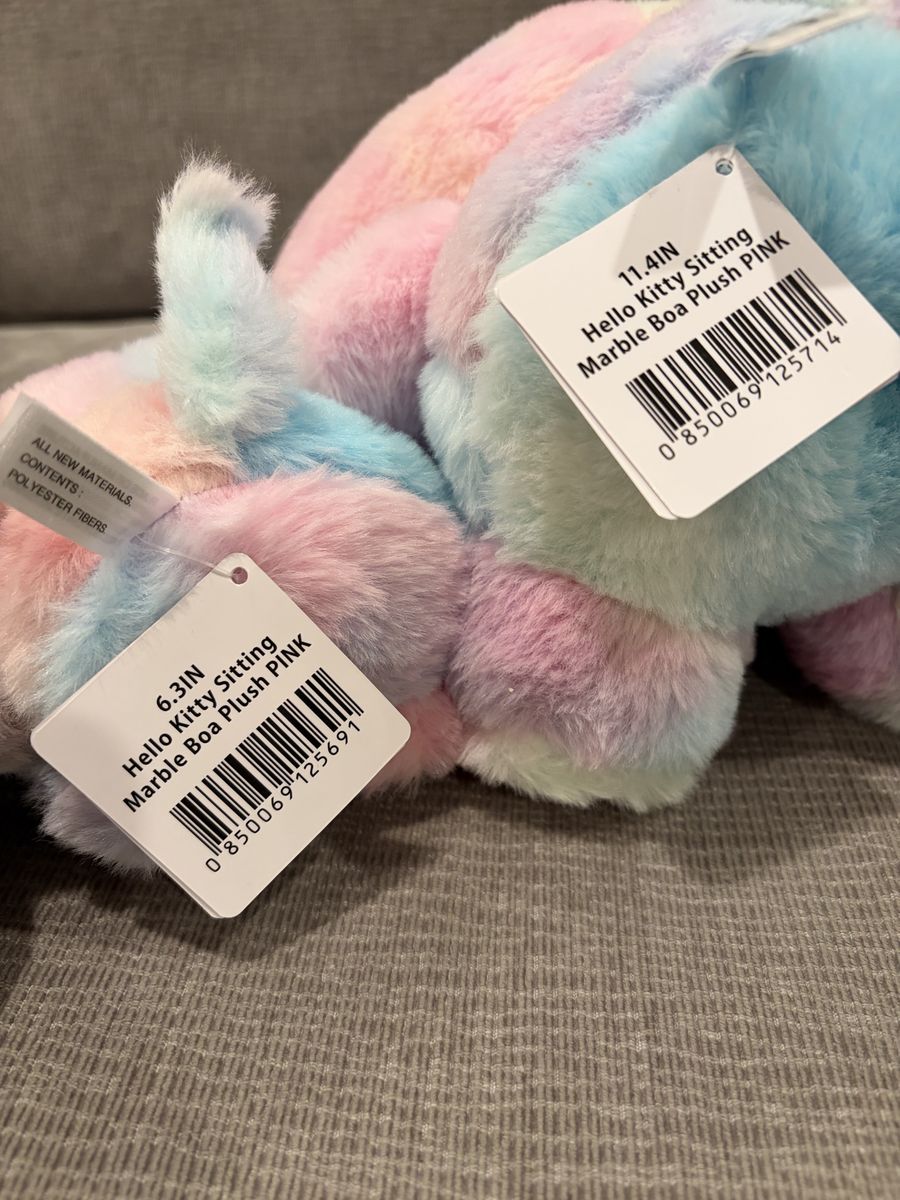 11.4IN
Hello Kitty Sitting
Marble Boa Plush PINK
0 850069 125714
ALL NEW MATERIALS.
CONTENTS :
POLYESTER FIBERS.
6.3IN
Hello Kitty Sitting
Marble Boa Plush PINK
0 850069 125691